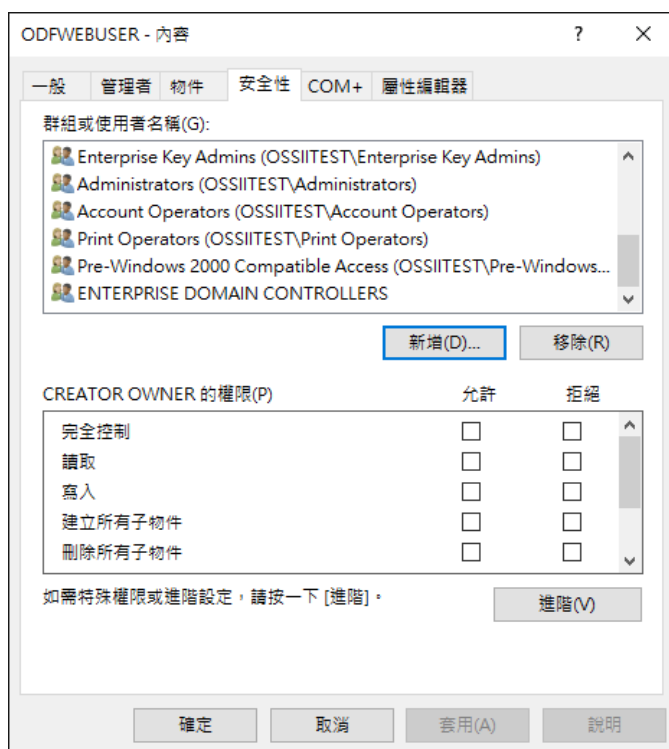 ODFWEBUSER - 內容
一般 管理者 物件 安全性 COM+ 屬性編輯器
群組或使用者名稱(G):
Enterprise Key Admins (OSSIITEST\Enterprise Key Admins)
Administrators (OSSIITEST\Administrators)
Account Operators (OSSIITEST\Account Operators)
Print Operators (OSSIITEST\Print Operators)
Pre-Windows 2000 Compatible Access (OSSIITEST\Pre-Windows...
ENTERPRISE DOMAIN CONTROLLERS
新增(D)... 移除(R)
CREATOR OWNER 的權限(P) 允許 拒絕
完全控制
讀取
寫入
建立所有子物件
刪除所有子物件
如需特殊權限或進階設定，請按一下 [進階]。 進階(V)
確定 取消 套用(A) 說明